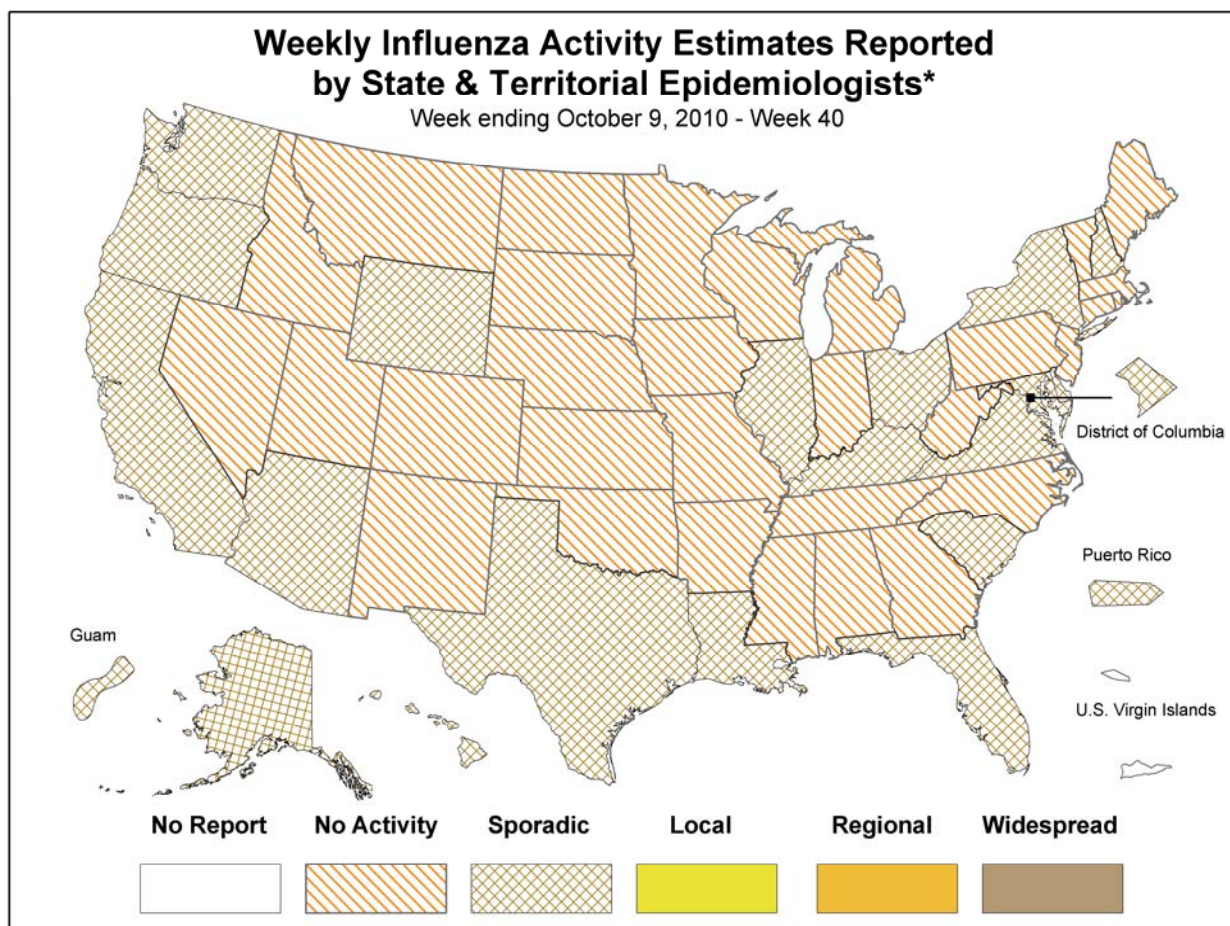 Weekly Influenza Activity Estimates Reported
by State & Territorial Epidemiologists*
Week ending October 9, 2010 - Week 40
District of Columbia
Puerto Rico
Guam
U.S. Virgin Islands
No Report No Activity Sporadic Local Regional Widespread